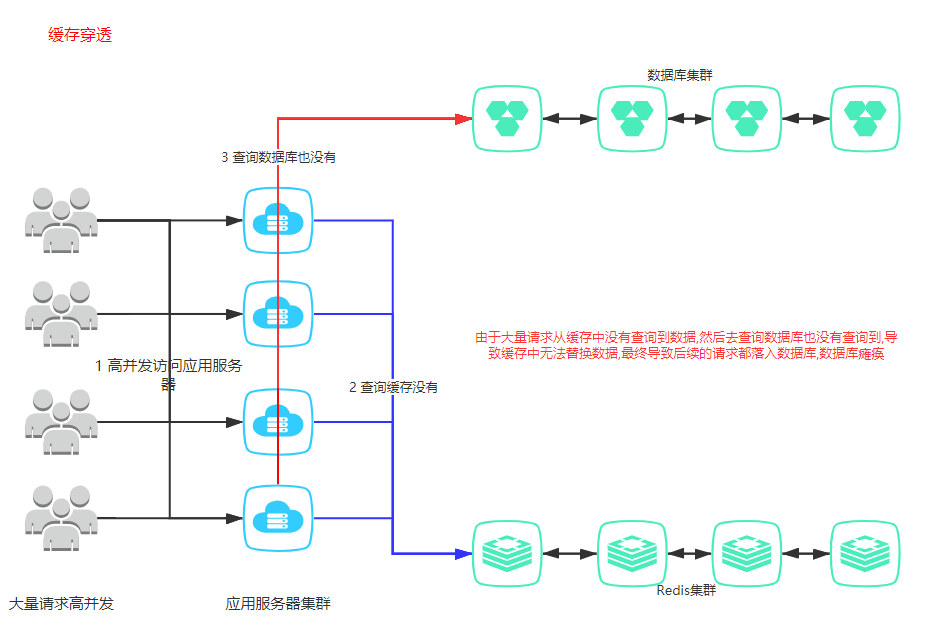 缓存穿透
数据库集群
3 查询数据库也没有
由于大量请求从缓存中没有查询到数据,然后去查询数据库也没有查询到,导
致缓存中无法替换数据,最终导致后续的请求都落入数据库,数据库瘫痪
1 高并发访问应用服务
器
2 查询缓存没有
Redis集群
大量请求高并发
应用服务器集群